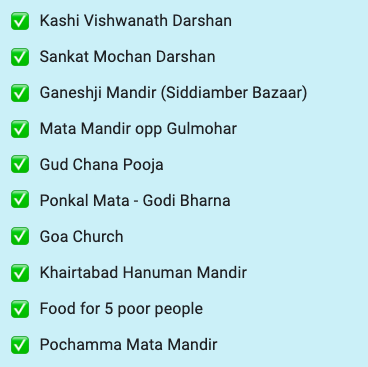 Kashi Vishwanath Darshan
Sankat Mochan Darshan
Ganeshji Mandir (Siddiamber Bazaar)
Mata Mandir opp Gulmohar
Gud Chana Pooja
Ponkal Mata - Godi Bharna
Goa Church
Khairtabad Hanuman Mandir
Food for 5 poor people
Pochamma Mata Mandir